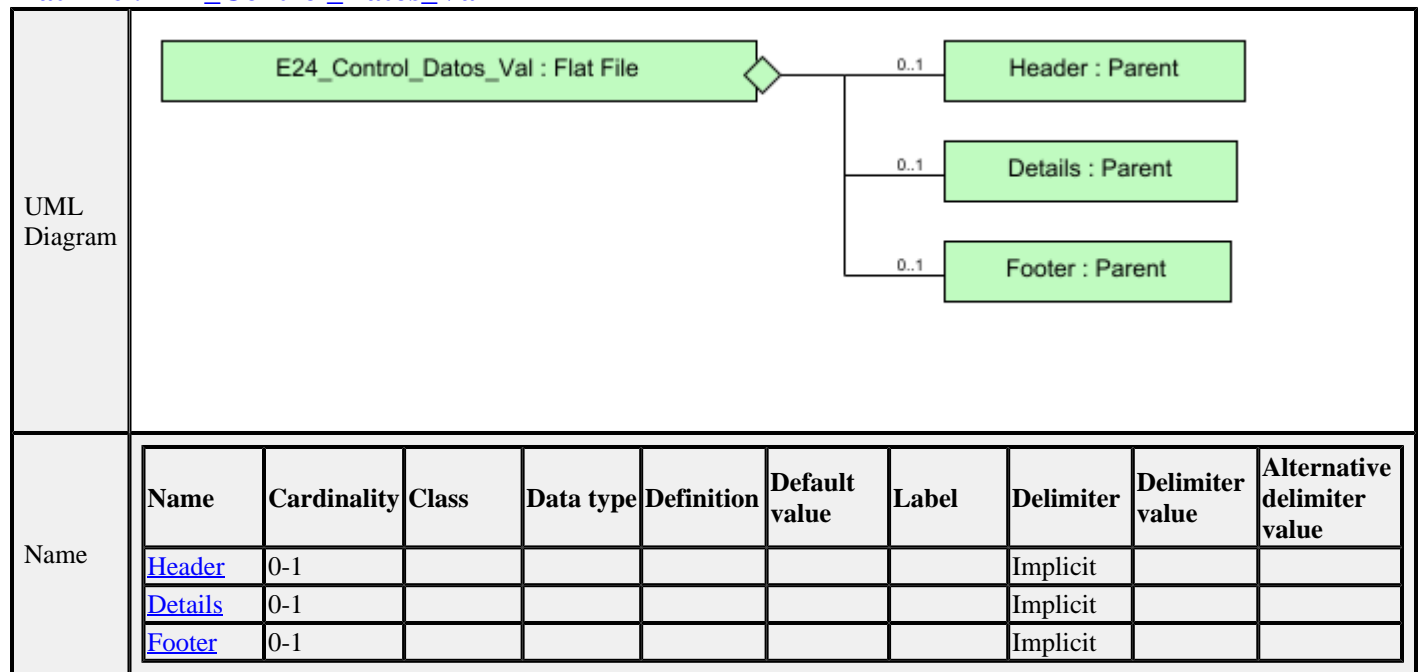 E24_Control_Datos_Val : Flat File
0..1
Header : Parent
0..1
Details : Parent
0..1
Footer : Parent
UML
Diagram
Name
Name Cardinality Class Data type Definition Default value Label Delimiter Delimiter value Alternative delimiter value
Header 0-1 Implicit
Details 0-1 Implicit
Footer 0-1 Implicit